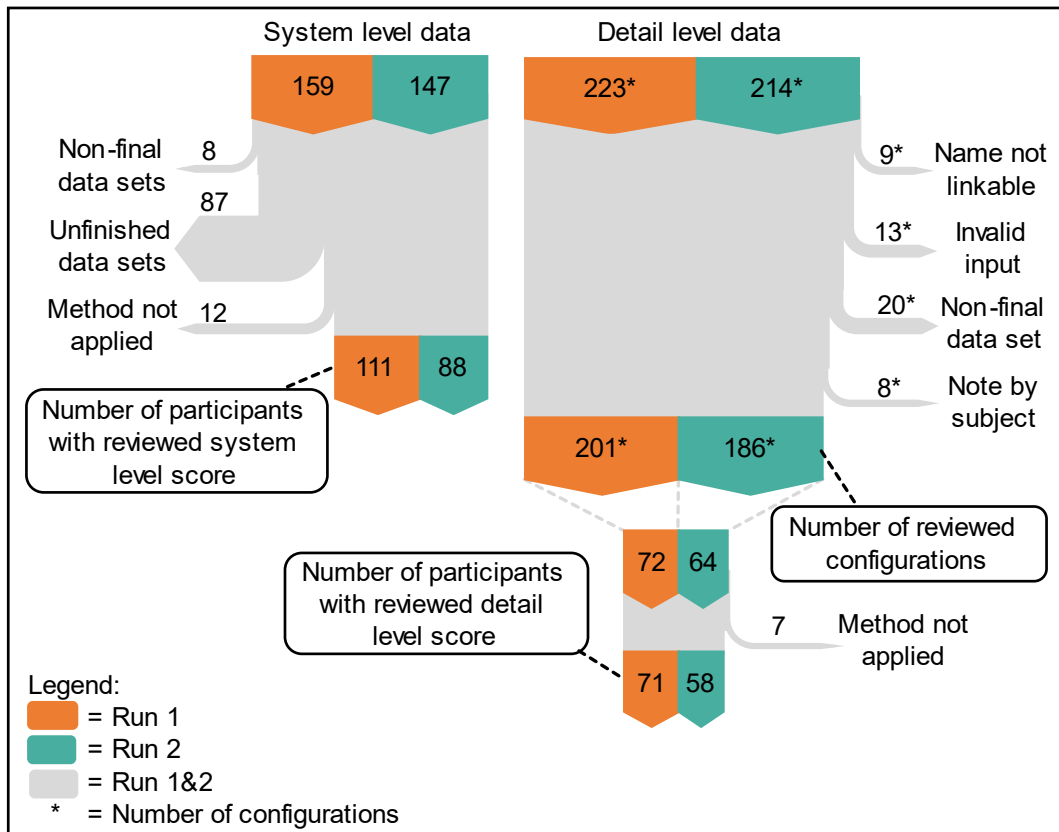 System level data
159
147
Non-final
data sets
8
87
Unfinished
data sets
Method not
applied
12
111
88
Number of participants
with reviewed system
level score
Detail level data
223*
214*
9*
Name not
linkable
13*
Invalid
input
20*
Non-final
data set
8*
Note by
subject
201*
186*
Number of reviewed
configurations
72
64
Number of participants
with reviewed detail
level score
7
Method not
applied
71
58
Legend:
= Run 1
= Run 2
= Run 1&2
* = Number of configurations